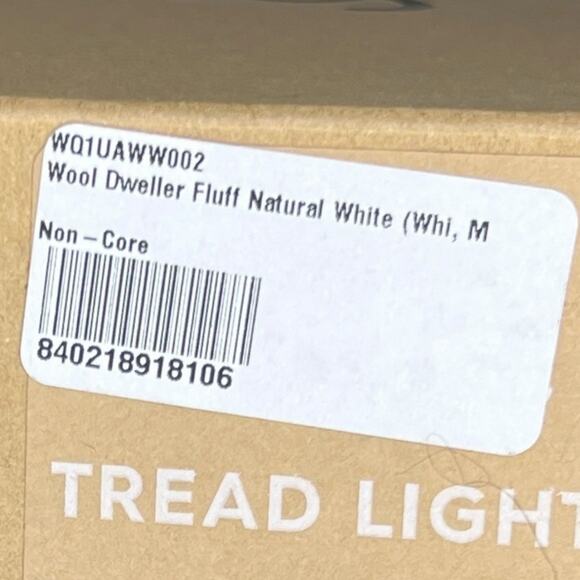 WQ1UAWW002
Wool Dweller Fluff Natural White (Whi, M
Non-Core
840218918106
TREAD LIGHT